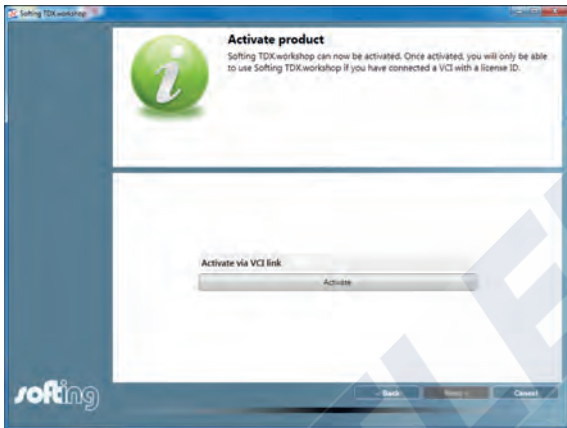 Softing TDX.workshop
Activate product
Softing TDX.workshop can now be activated. Once activated, you will only be able
to use Softing TDX.workshop if you have connected a VCI with a license ID.
Activate via VCI link
Activate
softing
< Back
Next >
Cancel